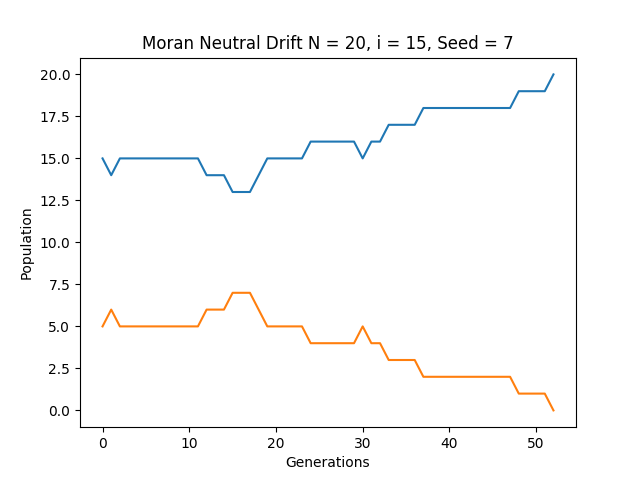 Moran Neutral Drift N = 20, i = 15, Seed = 7
20.0
17.5
15.0
12.5
10.0
7.5
5.0
2.5
0.0
Population
0 10 20 30 40 50
Generations